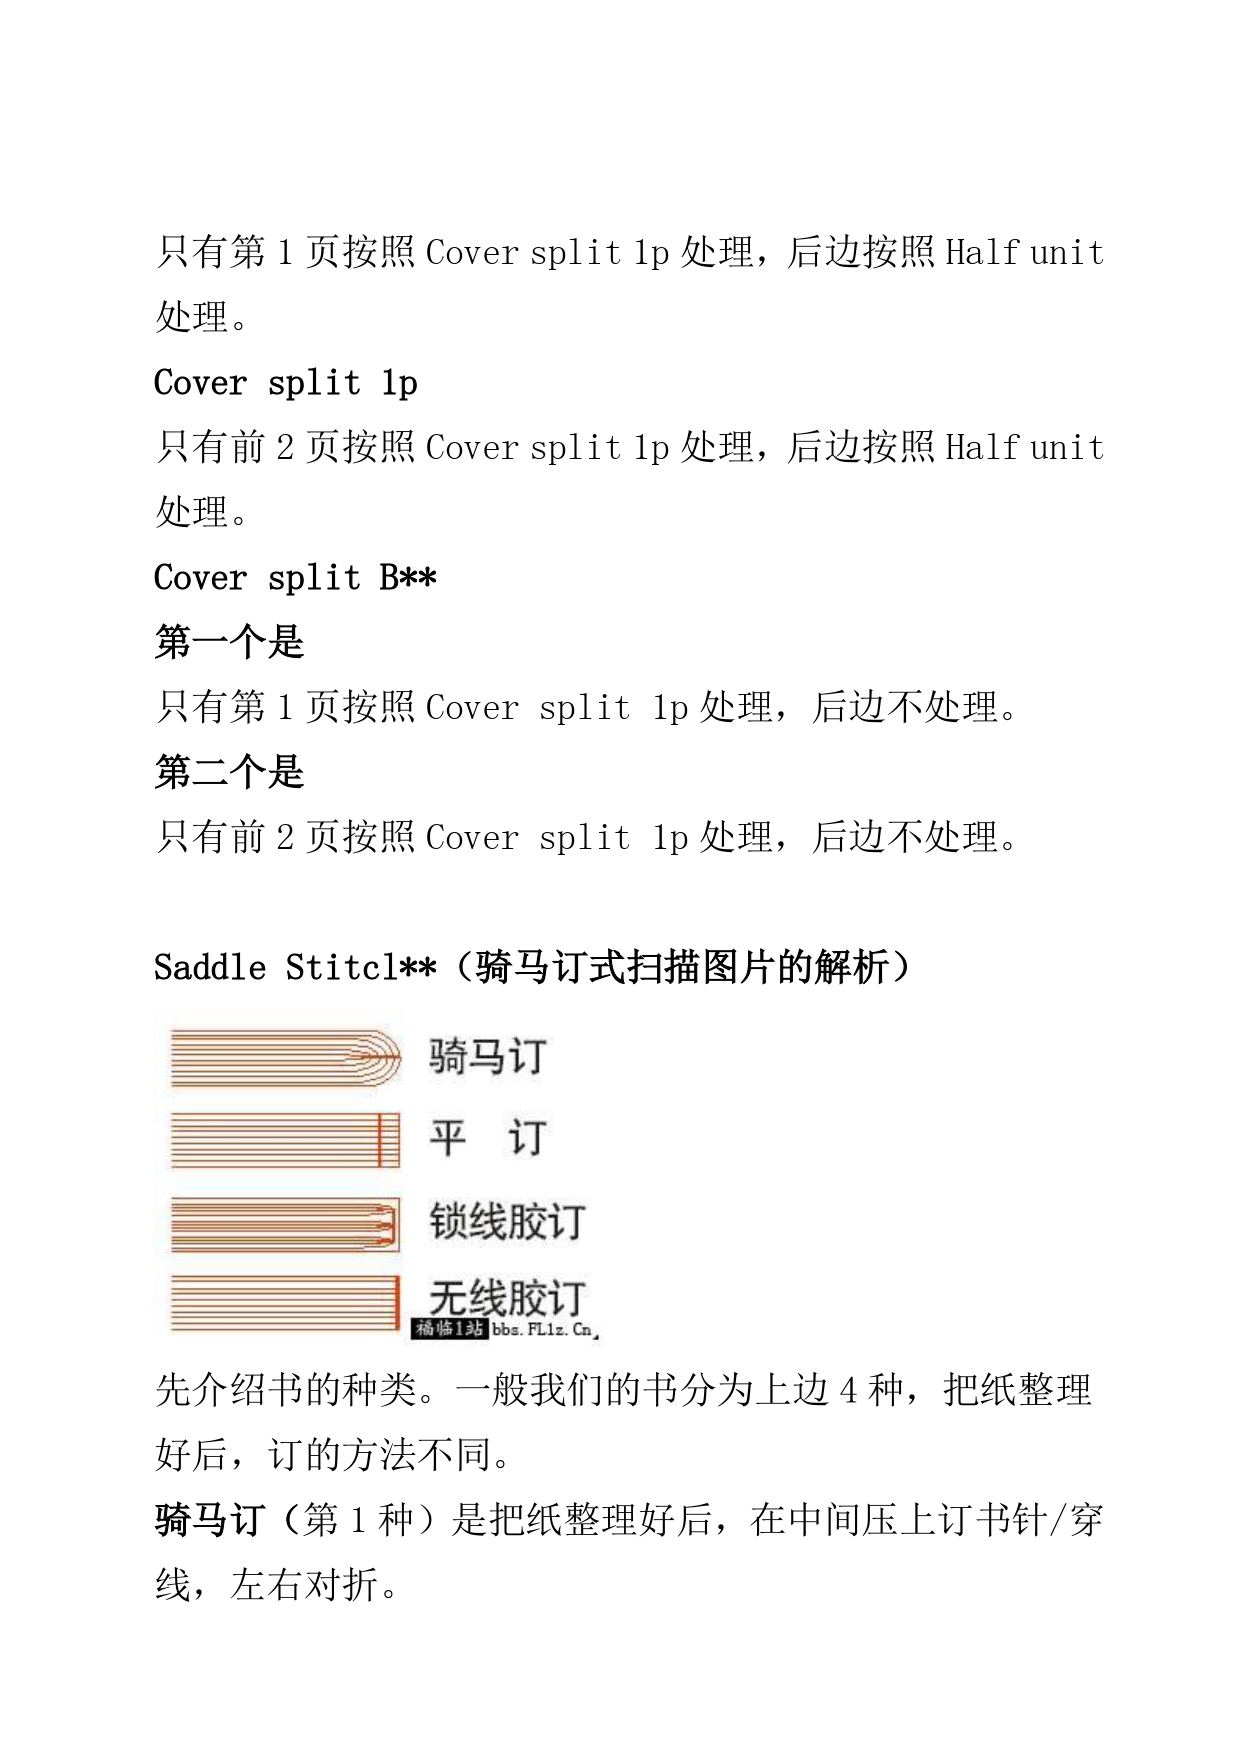 只有第 1 页按照 Cover split 1p 处理，后边按照 Half unit
处理。
Cover split 1p
只有前 2 页按照 Cover split 1p 处理，后边按照 Half unit
处理。
Cover split B**
第一个是
只有第 1 页按照 Cover split 1p 处理，后边不处理。
第二个是
只有前 2 页按照 Cover split 1p 处理，后边不处理。
Saddle Stitcl**（骑马订式扫描图片的解析）
骑马订
平 订
锁线胶订
无线胶订
福临1站 bbs.FL1z.Cn
先介绍书的种类。一般我们的书分为上边 4 种，把纸整理
好后，订的方法不同。
骑马订（第 1 种）是把纸整理好后，在中间压上订书针/穿
线，左右对折。